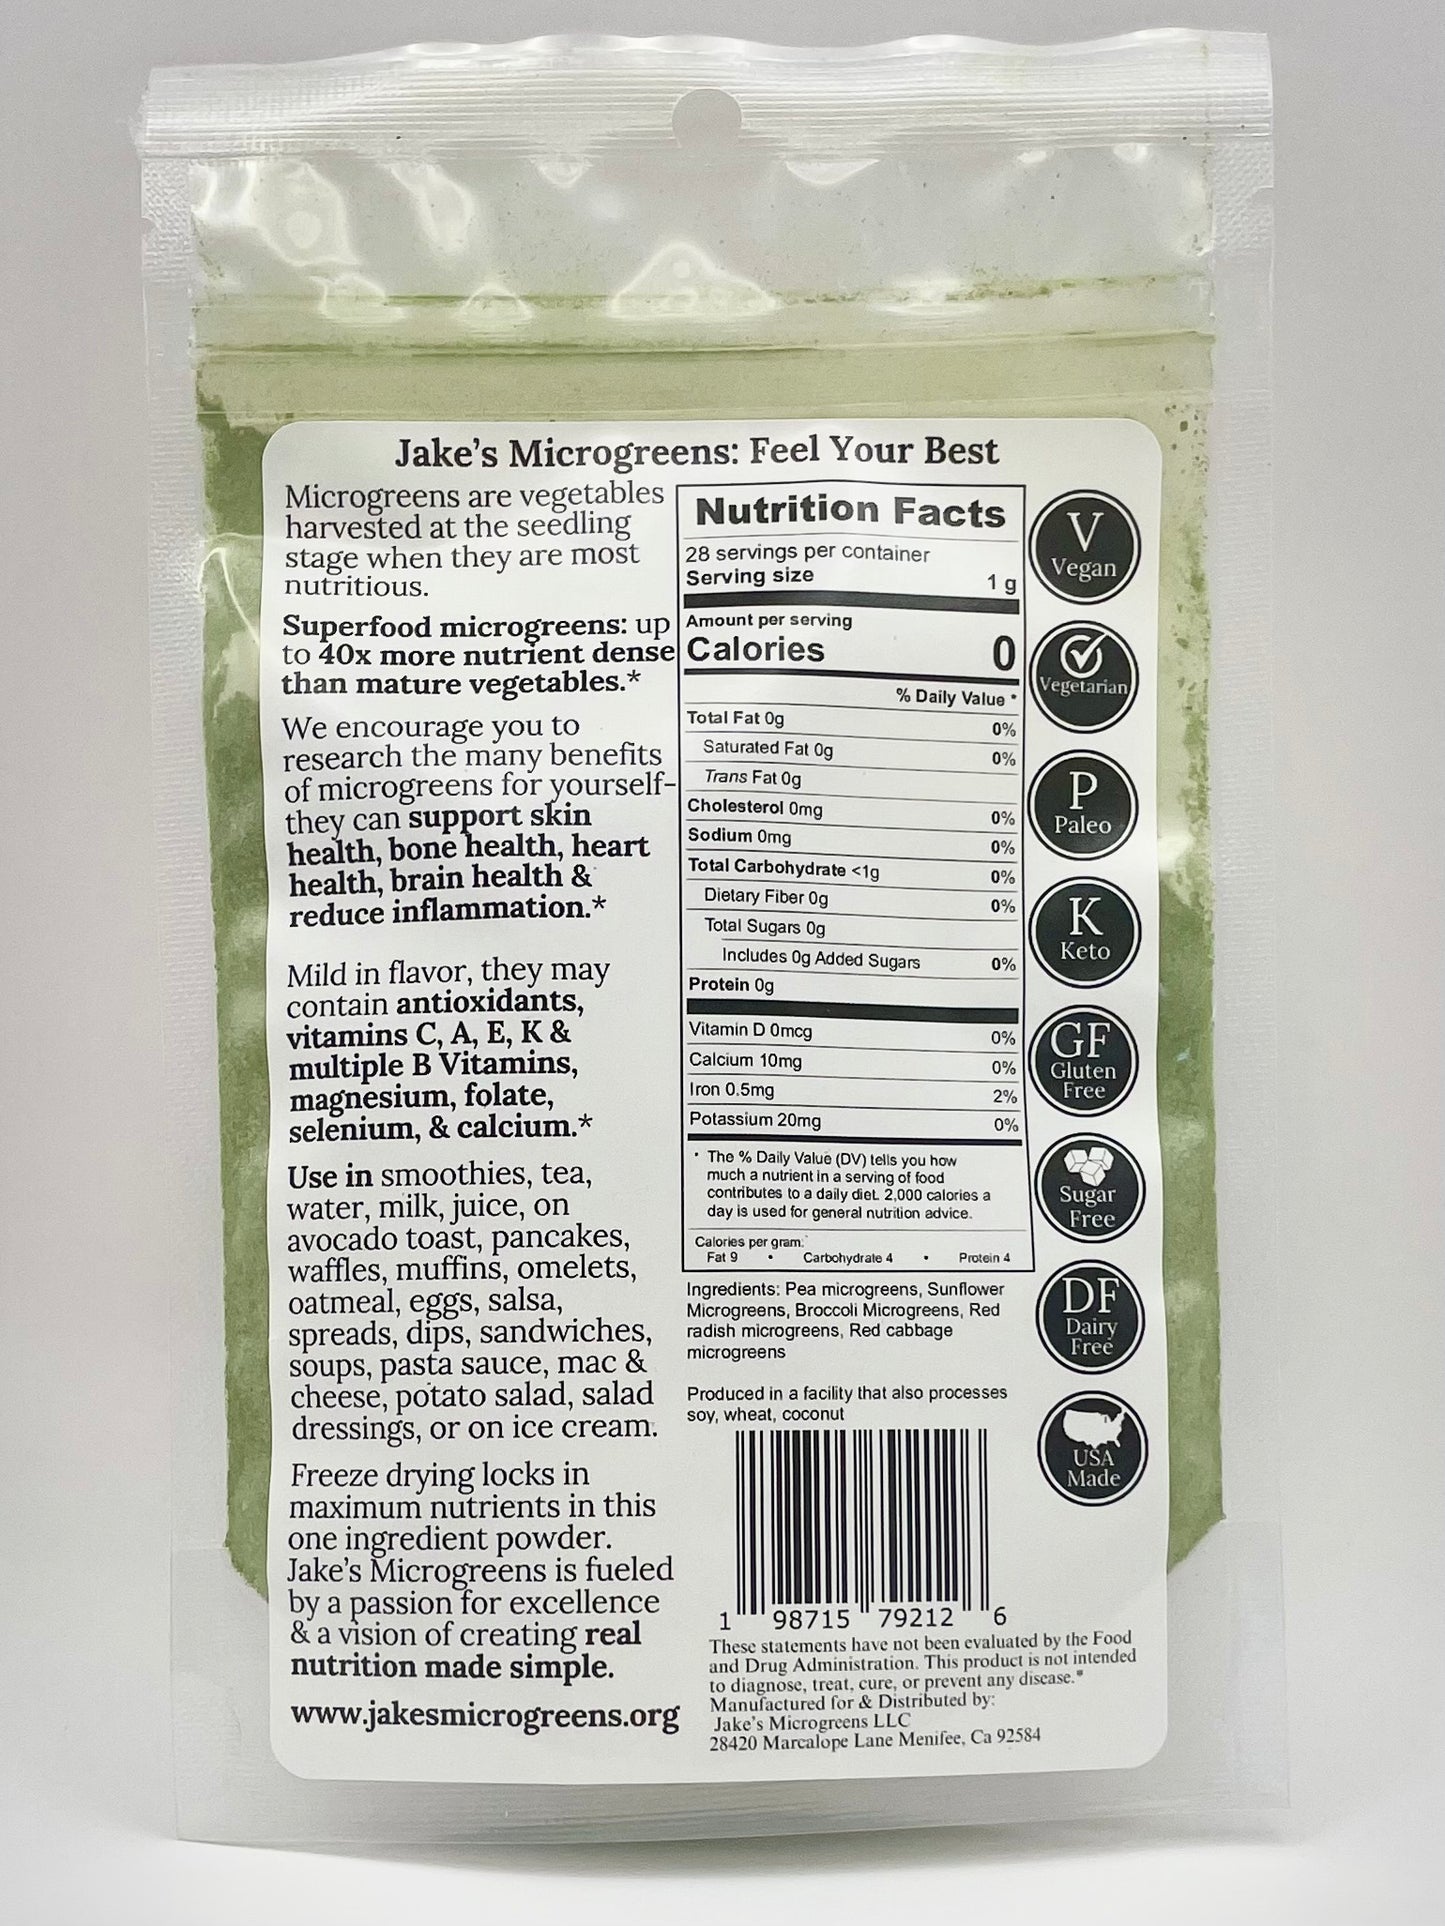 Jake's Microgreens: Feel Your Best
Microgreens are vegetables
harvested at the seedling
stage when they are most
nutritious.
Superfood microgreens: up
to 40x more nutrient dense
than mature vegetables.*
We encourage you to
research the many benefits
of microgreens for yourself-
they can support skin
health, bone health, heart
health, brain health &
reduce inflammation.*
Mild in flavor, they may
contain antioxidants,
vitamins C, A, E, K &
multiple B Vitamins,
magnesium, folate,
selenium, & calcium.*
Use in smoothies, tea,
water, milk, juice, on
avocado toast, pancakes,
waffles, muffins, omelets,
oatmeal, eggs, salsa,
spreads, dips, sandwiches,
soups, pasta sauce, mac &
cheese, potato salad, salad
dressings, or on ice cream.
Freeze drying locks in
maximum nutrients in this
one ingredient powder.
Jake's Microgreens is fueled
by a passion for excellence
& a vision of creating real
nutrition made simple.
www.jakesmicrogreens.org
Nutrition Facts
28 servings per container
Serving size 1 g
Amount per serving
Calories 0
% Daily Value *
Total Fat 0g 0%
Saturated Fat 0g 0%
Trans Fat 0g
Cholesterol 0mg 0%
Sodium 0mg 0%
Total Carbohydrate <1g 0%
Dietary Fiber 0g 0%
Total Sugars 0g
Includes 0g Added Sugars 0%
Protein 0g
Vitamin D 0mcg 0%
Calcium 10mg 0%
Iron 0.5mg 2%
Potassium 20mg 0%
* The % Daily Value (DV) tells you how
much a nutrient in a serving of food
contributes to a daily diet. 2,000 calories a
day is used for general nutrition advice.
Calories per gram:
Fat 9 • Carbohydrate 4 • Protein 4
Ingredients: Pea microgreens, Sunflower
Microgreens, Broccoli Microgreens, Red
radish microgreens, Red cabbage
microgreens
Produced in a facility that also processes
soy, wheat, coconut
1 98715 79212 6
These statements have not been evaluated by the Food
and Drug Administration. This product is not intended
to diagnose, treat, cure, or prevent any disease.*
Manufactured for & Distributed by:
Jake's Microgreens LLC
28420 Marcalope Lane Menifee, Ca 92584
V
Vegan
Vegetarian
P
Paleo
K
Keto
GF
Gluten
Free
Sugar
Free
DF
Dairy
Free
USA
Made